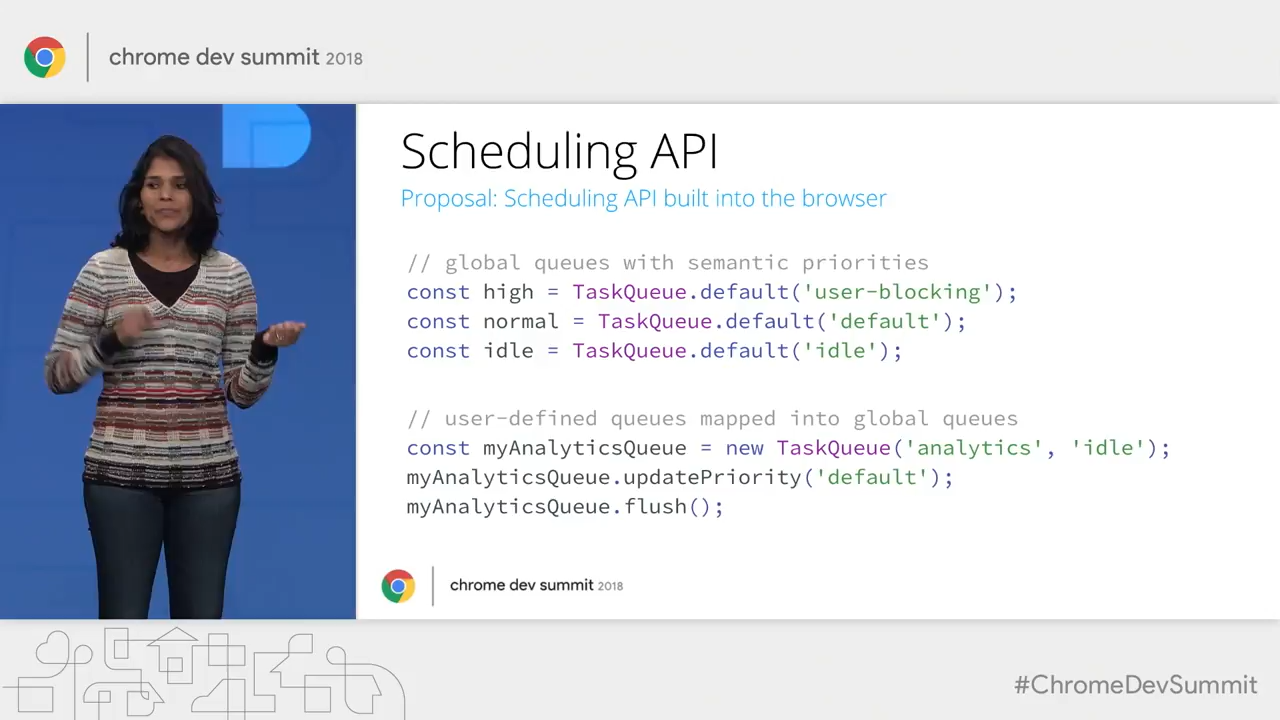 chrome dev summit 2018
Scheduling API
Proposal: Scheduling API built into the browser
// global queues with semantic priorities
const high = TaskQueue.default('user-blocking');
const normal = TaskQueue.default('default');
const idle = TaskQueue.default('idle');
// user-defined queues mapped into global queues
const myAnalyticsQueue = new TaskQueue('analytics', 'idle');
myAnalyticsQueue.updatePriority('default');
myAnalyticsQueue.flush();
chrome dev summit 2018
#ChromeDevSummit